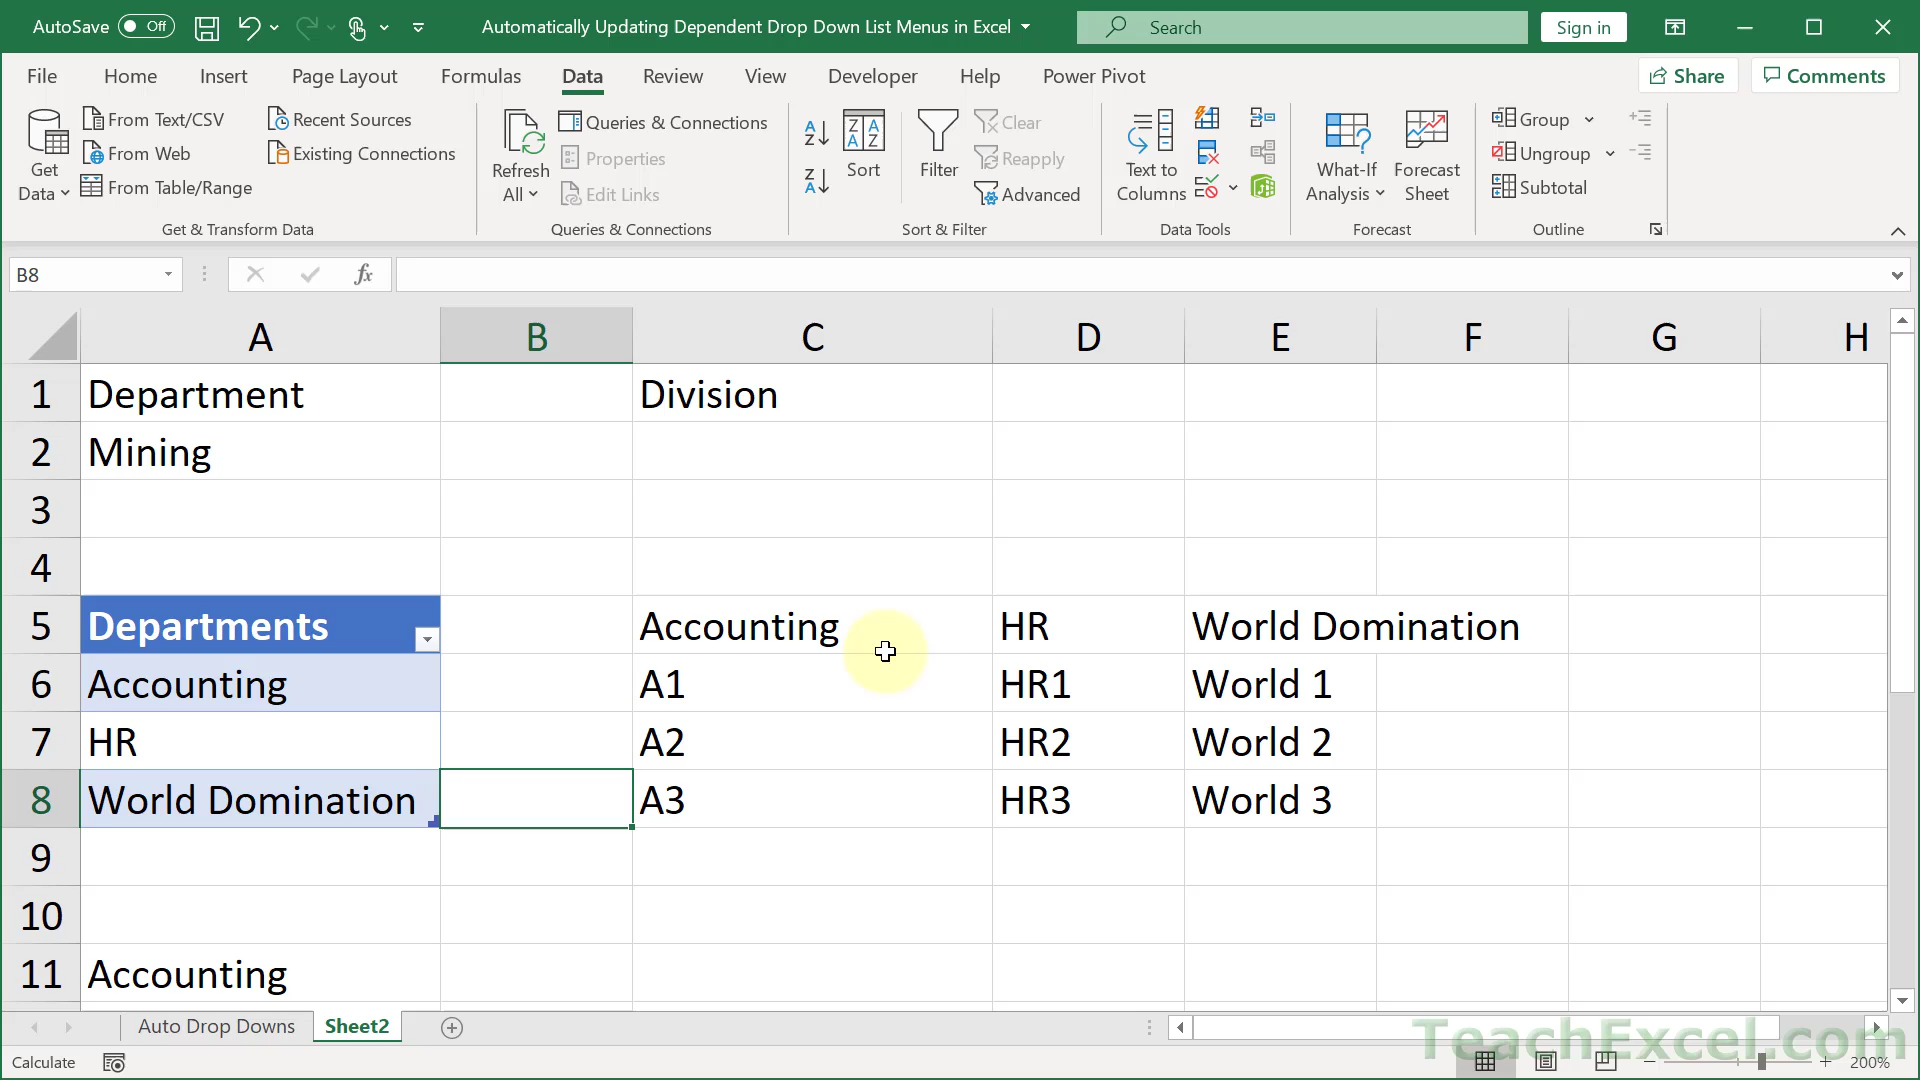 AutoSave Off Automatically Updating Dependent Drop Down List Menus in Excel Search Sign in
File Home Insert Page Layout Formulas Data Review View Developer Help Power Pivot Share Comments
Get Data
From Text/CSV
From Web
From Table/Range
Recent Sources
Existing Connections
Get & Transform Data
Refresh All
Queries & Connections
Properties
Edit Links
Queries & Connections
Sort
Filter
Clear
Reapply
Advanced
Sort & Filter
Text to Columns
Data Tools
What-If Analysis
Forecast Sheet
Forecast
Group
Ungroup
Subtotal
Outline
B8 fx
A B C D E F G H
1 Department Division
2 Mining
3
4
5 Departments Accounting HR World Domination
6 Accounting A1 HR1 World 1
7 HR A2 HR2 World 2
8 World Domination A3 HR3 World 3
9
10
11 Accounting
Auto Drop Downs Sheet2
TeachExcel.com
Calculate 200%